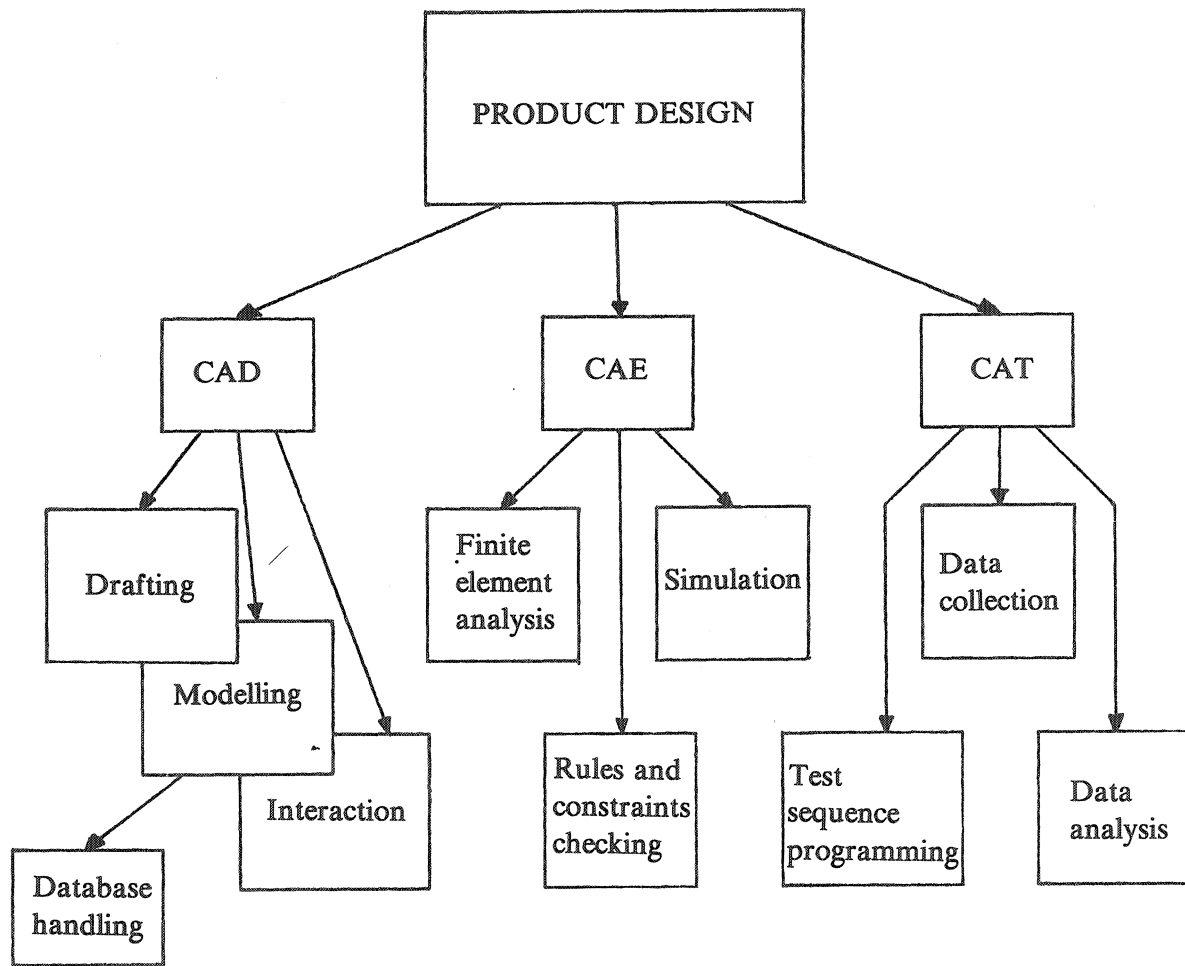 PRODUCT DESIGN
CAD
CAE
CAT
Drafting
Modelling
Interaction
Database
handling
Finite
element
analysis
Simulation
Rules and
constraints
checking
Data
collection
Test
sequence
programming
Data
analysis